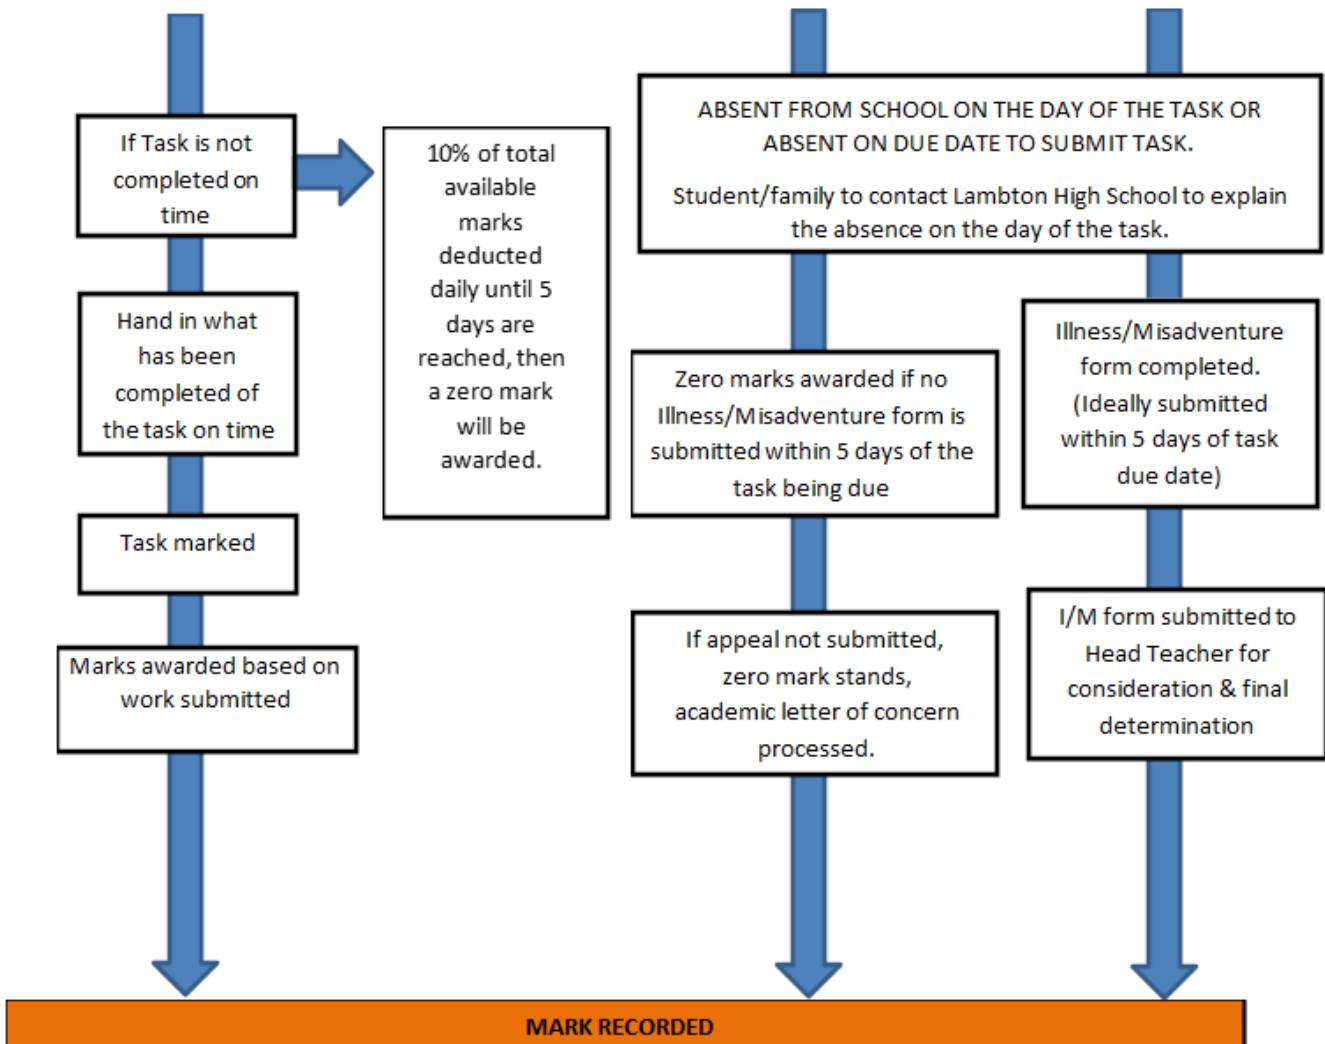 If Task is not
completed on
time
10% of total
available
marks
deducted
daily until 5
days are
reached, then
a zero mark
will be
awarded.
Hand in what
has been
completed of
the task on time
Task marked
Marks awarded based on
work submitted
ABSENT FROM SCHOOL ON THE DAY OF THE TASK OR
ABSENT ON DUE DATE TO SUBMIT TASK.
Student/family to contact Lambton High School to explain
the absence on the day of the task.
Zero marks awarded if no
Illness/Misadventure form is
submitted within 5 days of the
task being due
If appeal not submitted,
zero mark stands,
academic letter of concern
processed.
Illness/Misadventure
form completed.
(Ideally submitted
within 5 days of task
due date)
I/M form submitted to
Head Teacher for
consideration & final
determination
MARK RECORDED